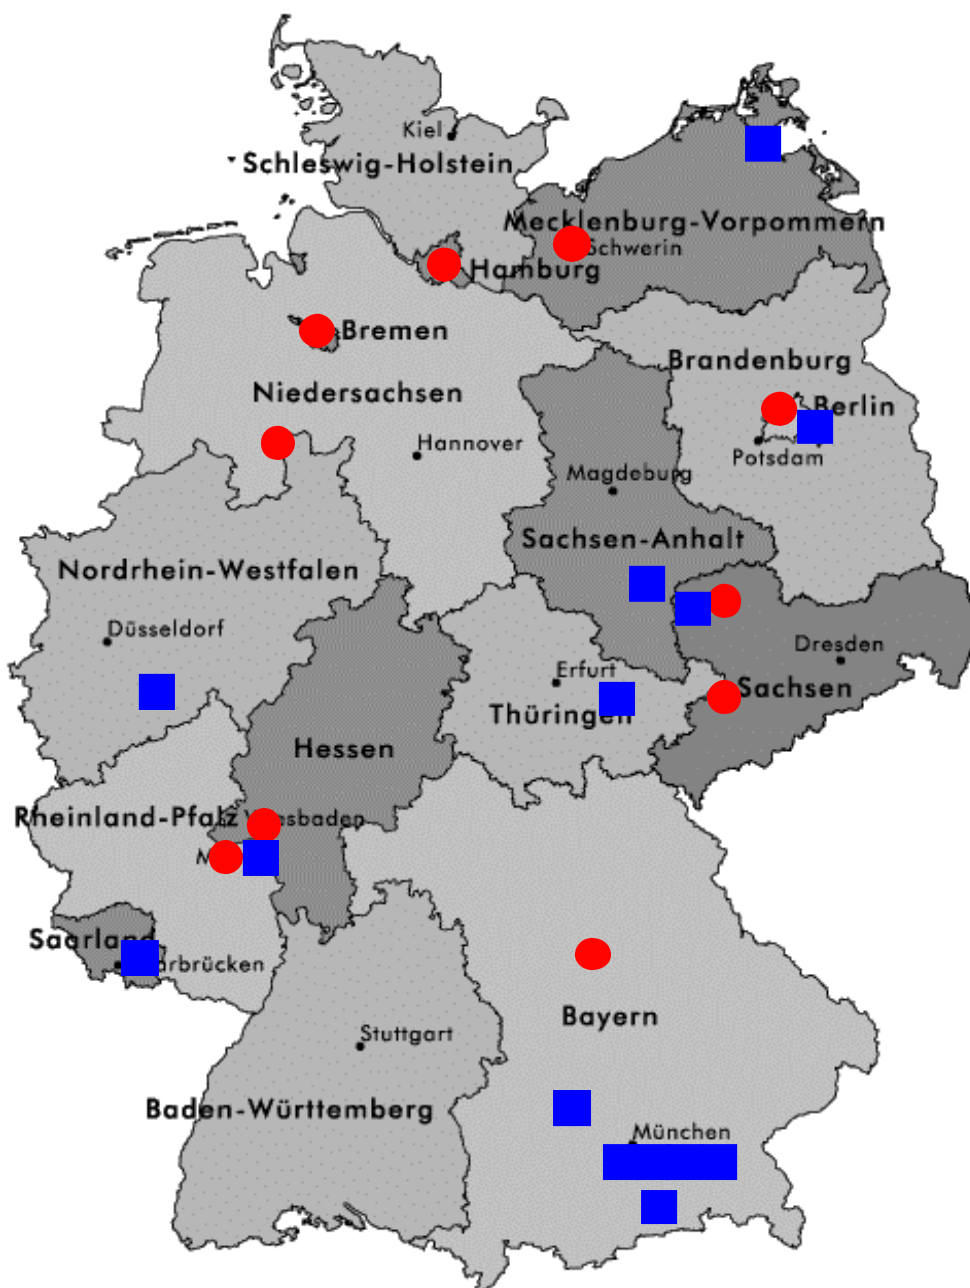 Kiel
Schleswig-Holstein
Mecklenburg-Vorpommern
Schwerin
Hamburg
Bremen
Brandenburg
Niedersachsen
Berlin
Hannover
Potsdam
Magdeburg
Sachsen-Anhalt
Nordrhein-Westfalen
Düsseldorf
Dresden
Erfurt
Sachsen
Thüringen
Hessen
Rheinland-Pfalz
Saarland
Bayern
Stuttgart
Baden-Württemberg
München